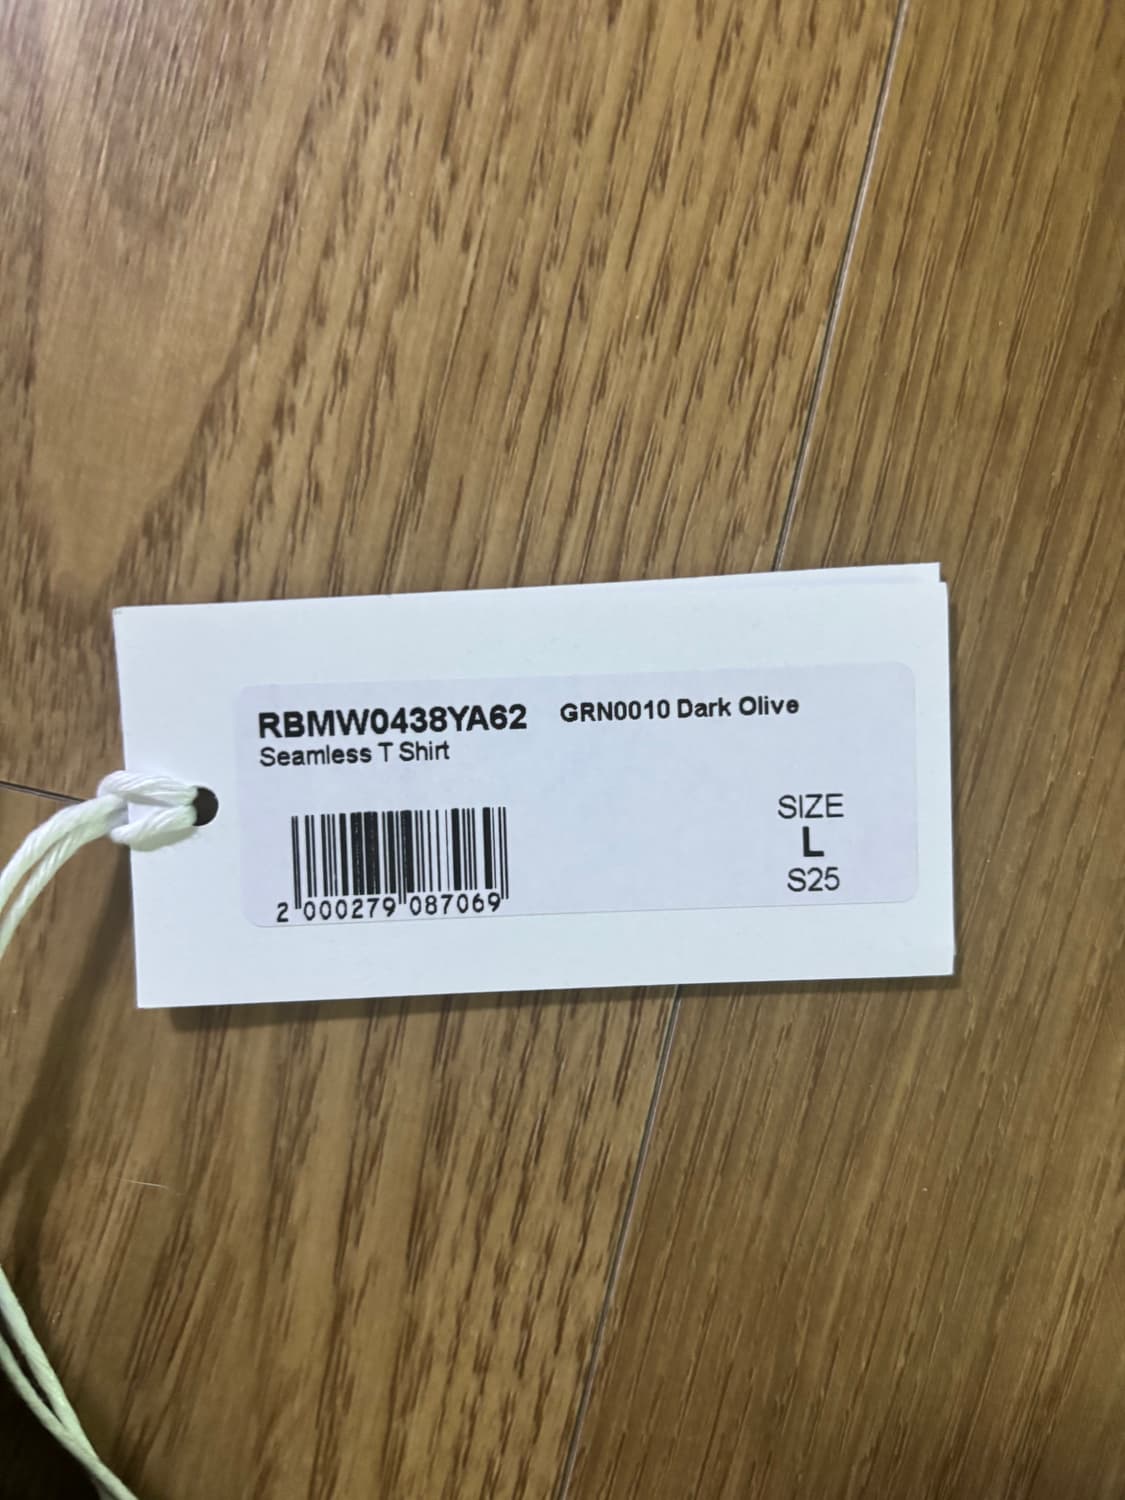 RBMW0438YA62 GRN0010 Dark Olive
Seamless T Shirt
SIZE
L
S25
2 000279 087069